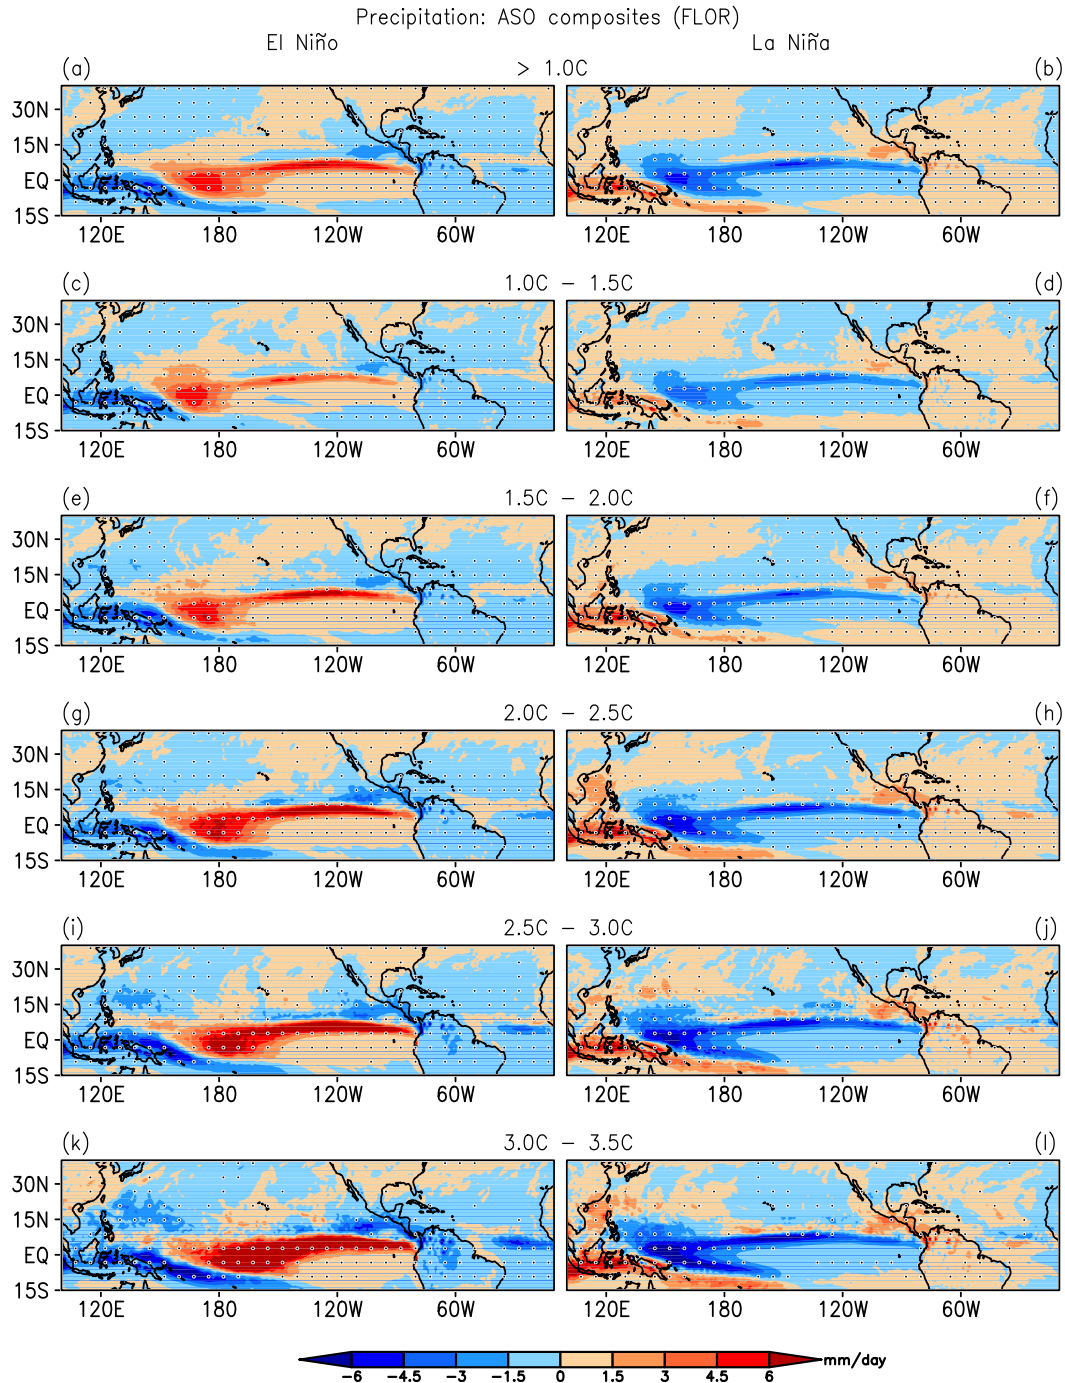 Precipitation: ASO composites (FLOR)
El Niño La Niña
(a) > 1.0C (b)
30N
15N
EQ
15S
120E 180 120W 60W 120E 180 120W 60W
(c) 1.0C – 1.5C (d)
30N
15N
EQ
15S
120E 180 120W 60W 120E 180 120W 60W
(e) 1.5C – 2.0C (f)
30N
15N
EQ
15S
120E 180 120W 60W 120E 180 120W 60W
(g) 2.0C – 2.5C (h)
30N
15N
EQ
15S
120E 180 120W 60W 120E 180 120W 60W
(i) 2.5C – 3.0C (j)
30N
15N
EQ
15S
120E 180 120W 60W 120E 180 120W 60W
(k) 3.0C – 3.5C (l)
30N
15N
EQ
15S
120E 180 120W 60W 120E 180 120W 60W
mm/day
−6 −4.5 −3 −1.5 0 1.5 3 4.5 6